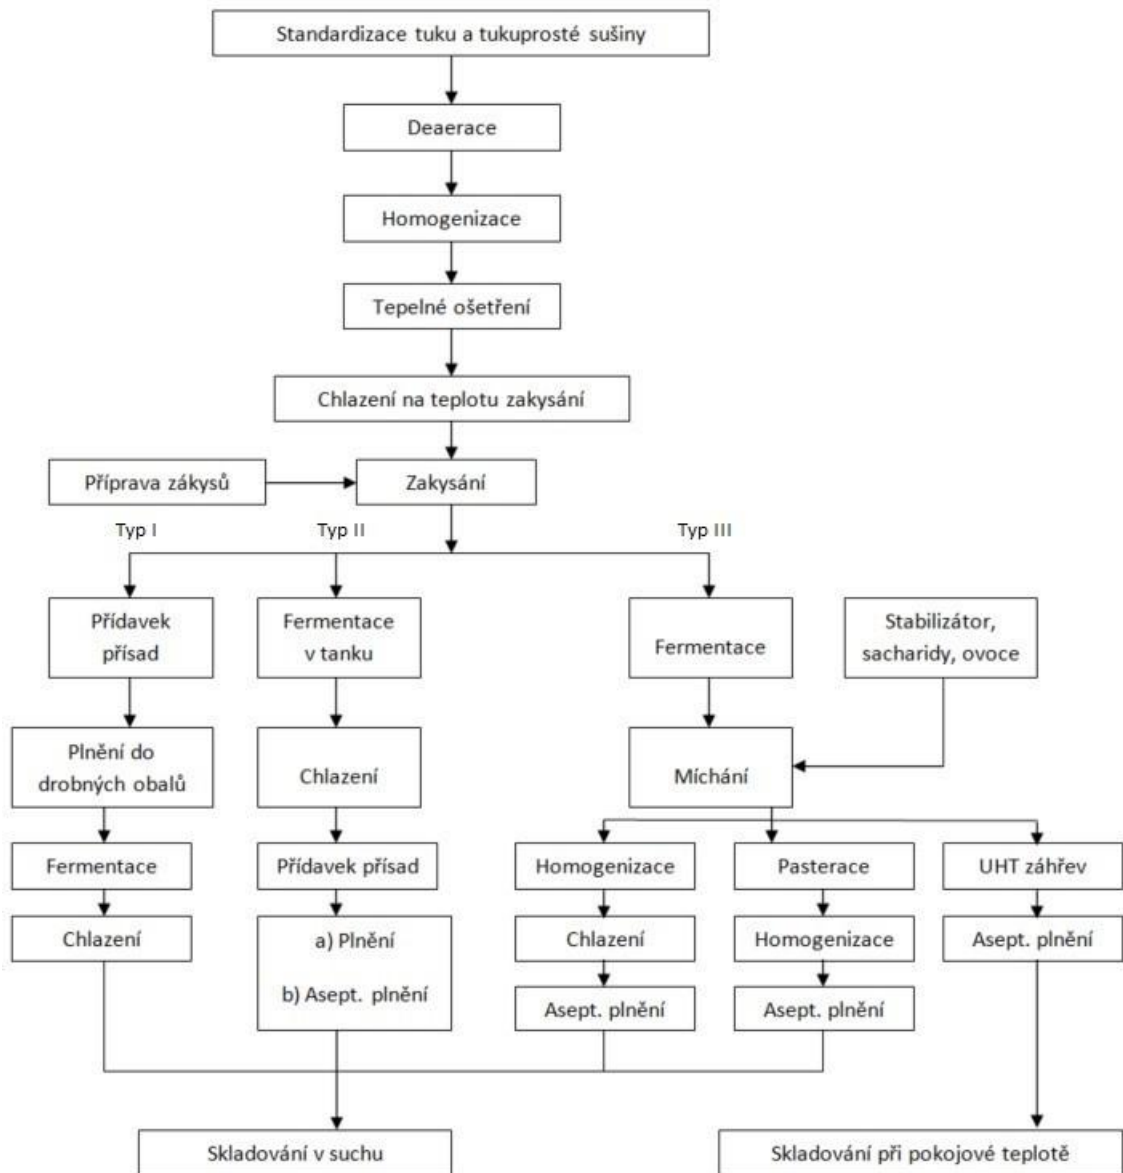 Standardizace tuku a tukuprosté sušiny
Deaerace
Homogenizace
Tepelné ošetření
Chlazení na teplotu zakysání
Příprava zákysů
Zakysání
Typ I
Typ II
Typ III
Přídavek
přísad
Fermentace
v tanku
Fermentace
Stabilizátor,
sacharidy, ovoce
Plnění do
drobných obalů
Chlazení
Míchání
Fermentace
Přídavek přísad
Homogenizace
Pasterace
UHT záhřev
Chlazení
a) Plnění
b) Asept. plnění
Chlazení
Homogenizace
Asept. plnění
Asept. plnění
Asept. plnění
Skladování v suchu
Skladování při pokojové teplotě